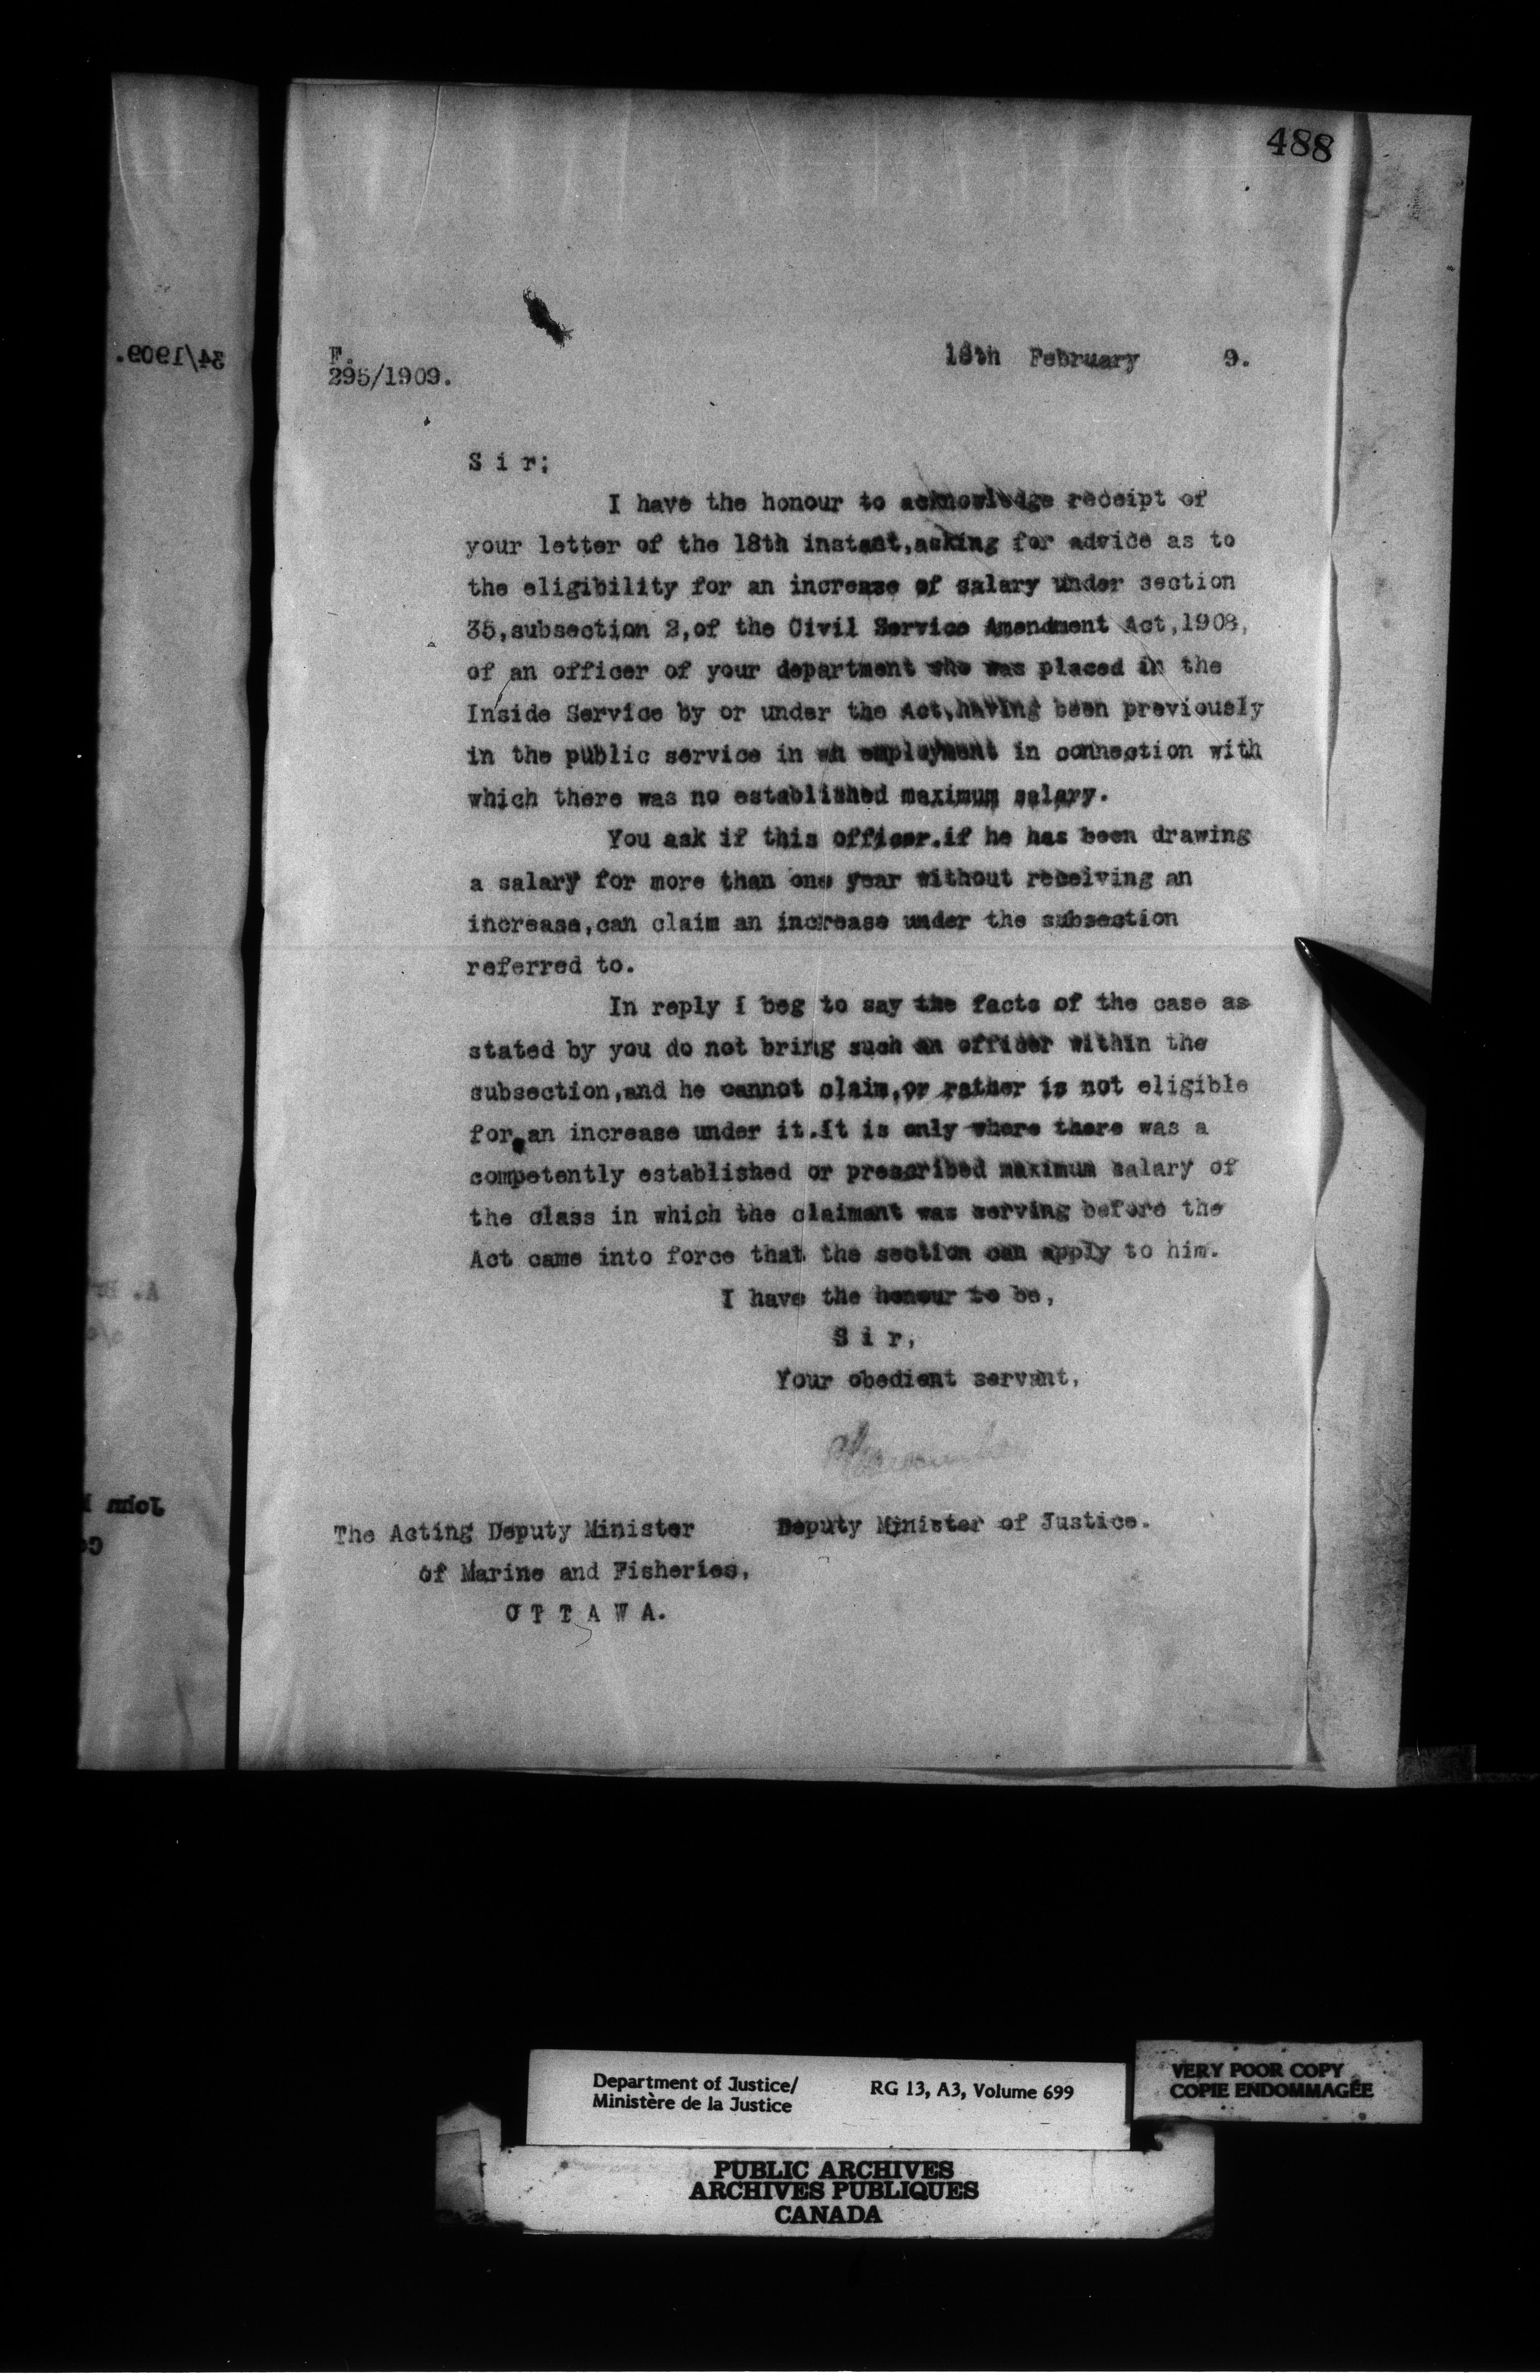 488
F.
295/1909.
18th February 9.
Sir;
I have the honour to acknowledge receipt of
your letter of the 18th instant,asking for advice as to
the eligibility for an increase of salary under section
35,subsection 2,of the Civil Service Amendment Act,1908,
of an officer of your department who was placed in the
Inside Service by or under the Act,having been previously
in the public service in an employment in connection with
which there was no established maximum salary.
You ask if this officer.if he has been drawing
a salary for more than one year without receiving an
increase,can claim an increase under the subsection
referred to.
In reply I beg to say the facts of the case as
stated by you do not bring such an officer within the
subsection,and he cannot claim,or rather is not eligible
for an increase under it.It is only where there was a
competently established or prescribed maximum salary of
the class in which the claimant was serving before the
Act came into force that the section can apply to him.
I have the honour to be,
Sir,
Your obedient servant,
Deputy Minister of Justice.
The Acting Deputy Minister
of Marine and Fisheries,
OTTAWA.
34/1909.
John
Department of Justice/
Ministère de la Justice
RG 13, A3, Volume 699
VERY POOR COPY
COPIE ENDOMMAGÉE
PUBLIC ARCHIVES
ARCHIVES PUBLIQUES
CANADA